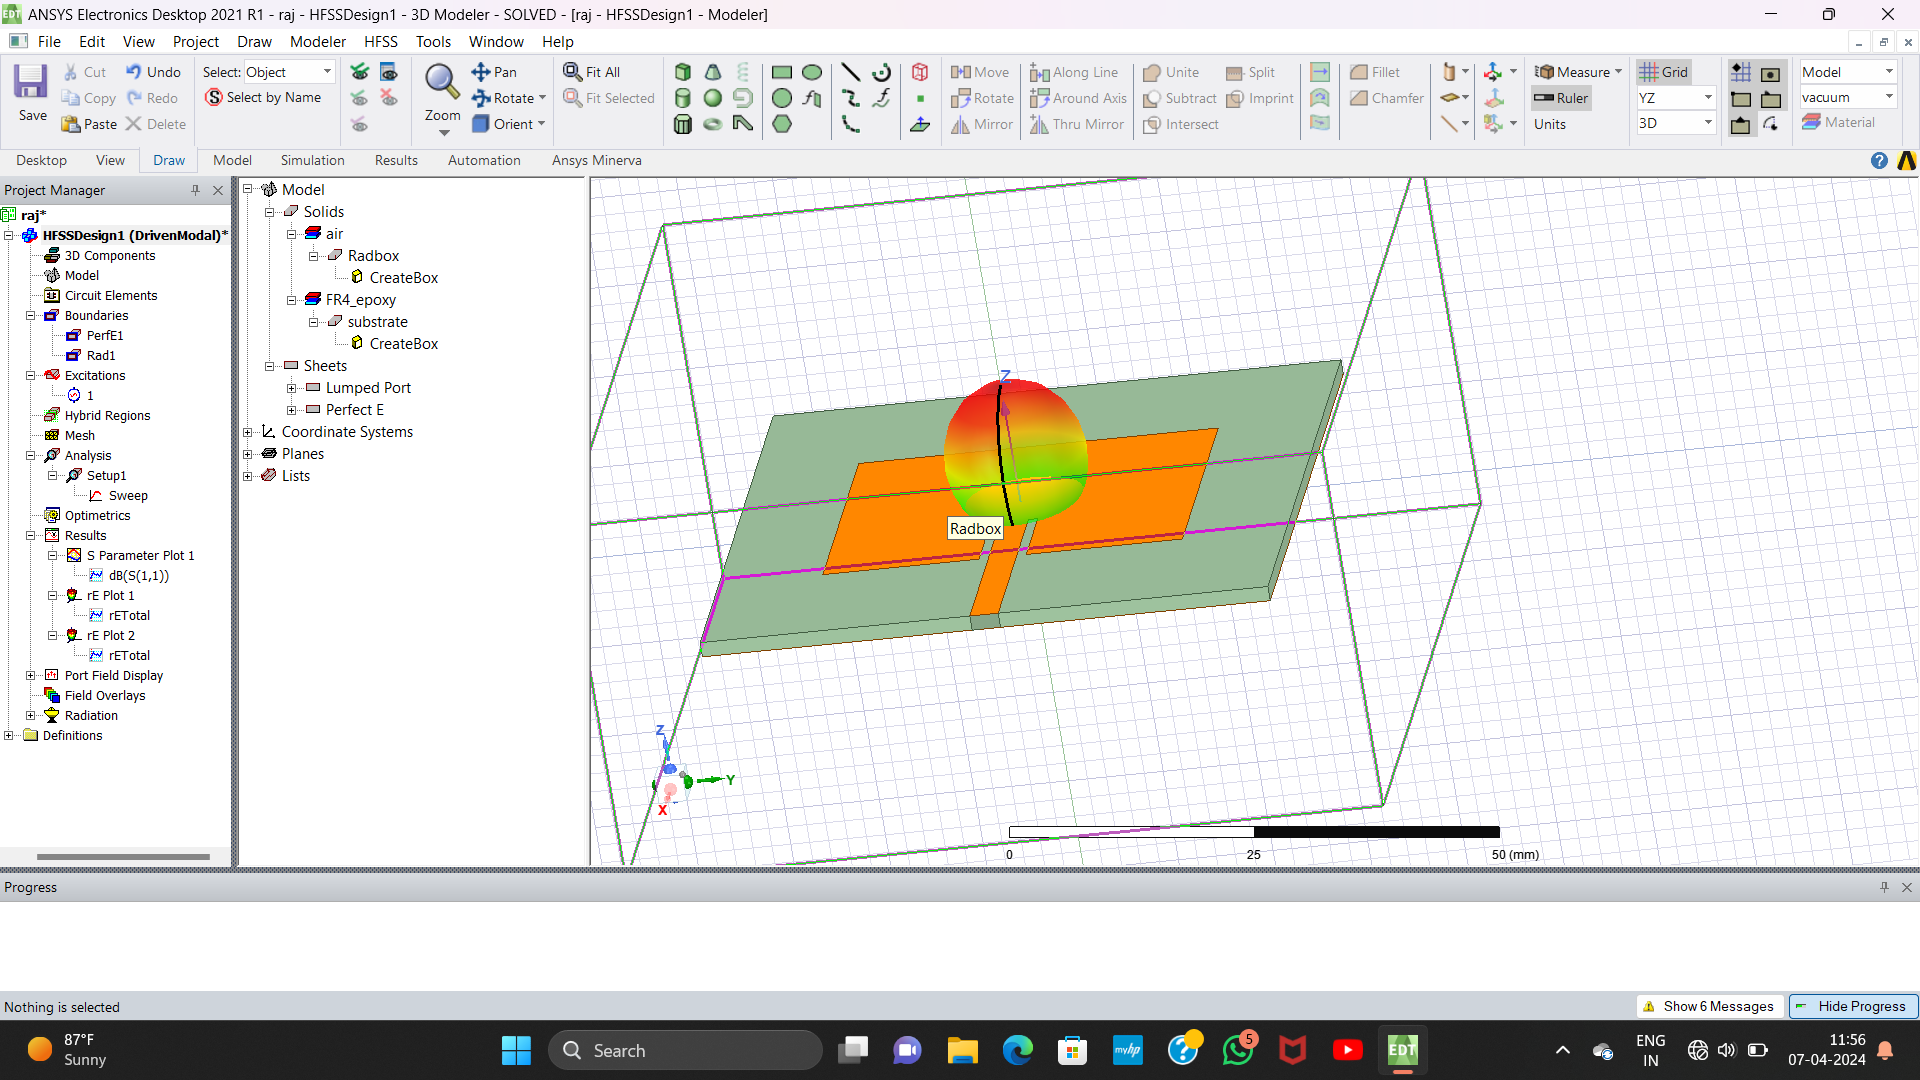 ANSYS Electronics Desktop 2021 R1 - raj - HFSSDesign1 - 3D Modeler - SOLVED - [raj - HFSSDesign1 - Modeler]
File Edit View Project Draw Modeler HFSS Tools Window Help
Save
Cut
Copy
Paste
Undo
Redo
Delete
Select: Object
Select by Name
Zoom
Pan
Rotate
Orient
Fit All
Fit Selected
Move
Rotate
Mirror
Along Line
Around Axis
Thru Mirror
Unite
Subtract
Intersect
Split
Imprint
Fillet
Chamfer
Measure
Ruler
Units
Grid
YZ
3D
Model
vacuum
Material
Desktop View Draw Model Simulation Results Automation Ansys Minerva
Project Manager
raj*
HFSSDesign1 (DrivenModal)*
3D Components
Model
Circuit Elements
Boundaries
PerfE1
Rad1
Excitations
1
Hybrid Regions
Mesh
Analysis
Setup1
Sweep
Optimetrics
Results
S Parameter Plot 1
dB(S(1,1))
rE Plot 1
rETotal
rE Plot 2
rETotal
Port Field Display
Field Overlays
Radiation
Definitions
Model
Solids
air
Radbox
CreateBox
FR4_epoxy
substrate
CreateBox
Sheets
Lumped Port
Perfect E
Coordinate Systems
Planes
Lists
Z
Radbox
Z
Y
X
0 25 50 (mm)
Progress
Nothing is selected
Show 6 Messages
Hide Progress
87°F
Sunny
Search
myhp
5
EDT
ENG
IN
11:56
07-04-2024